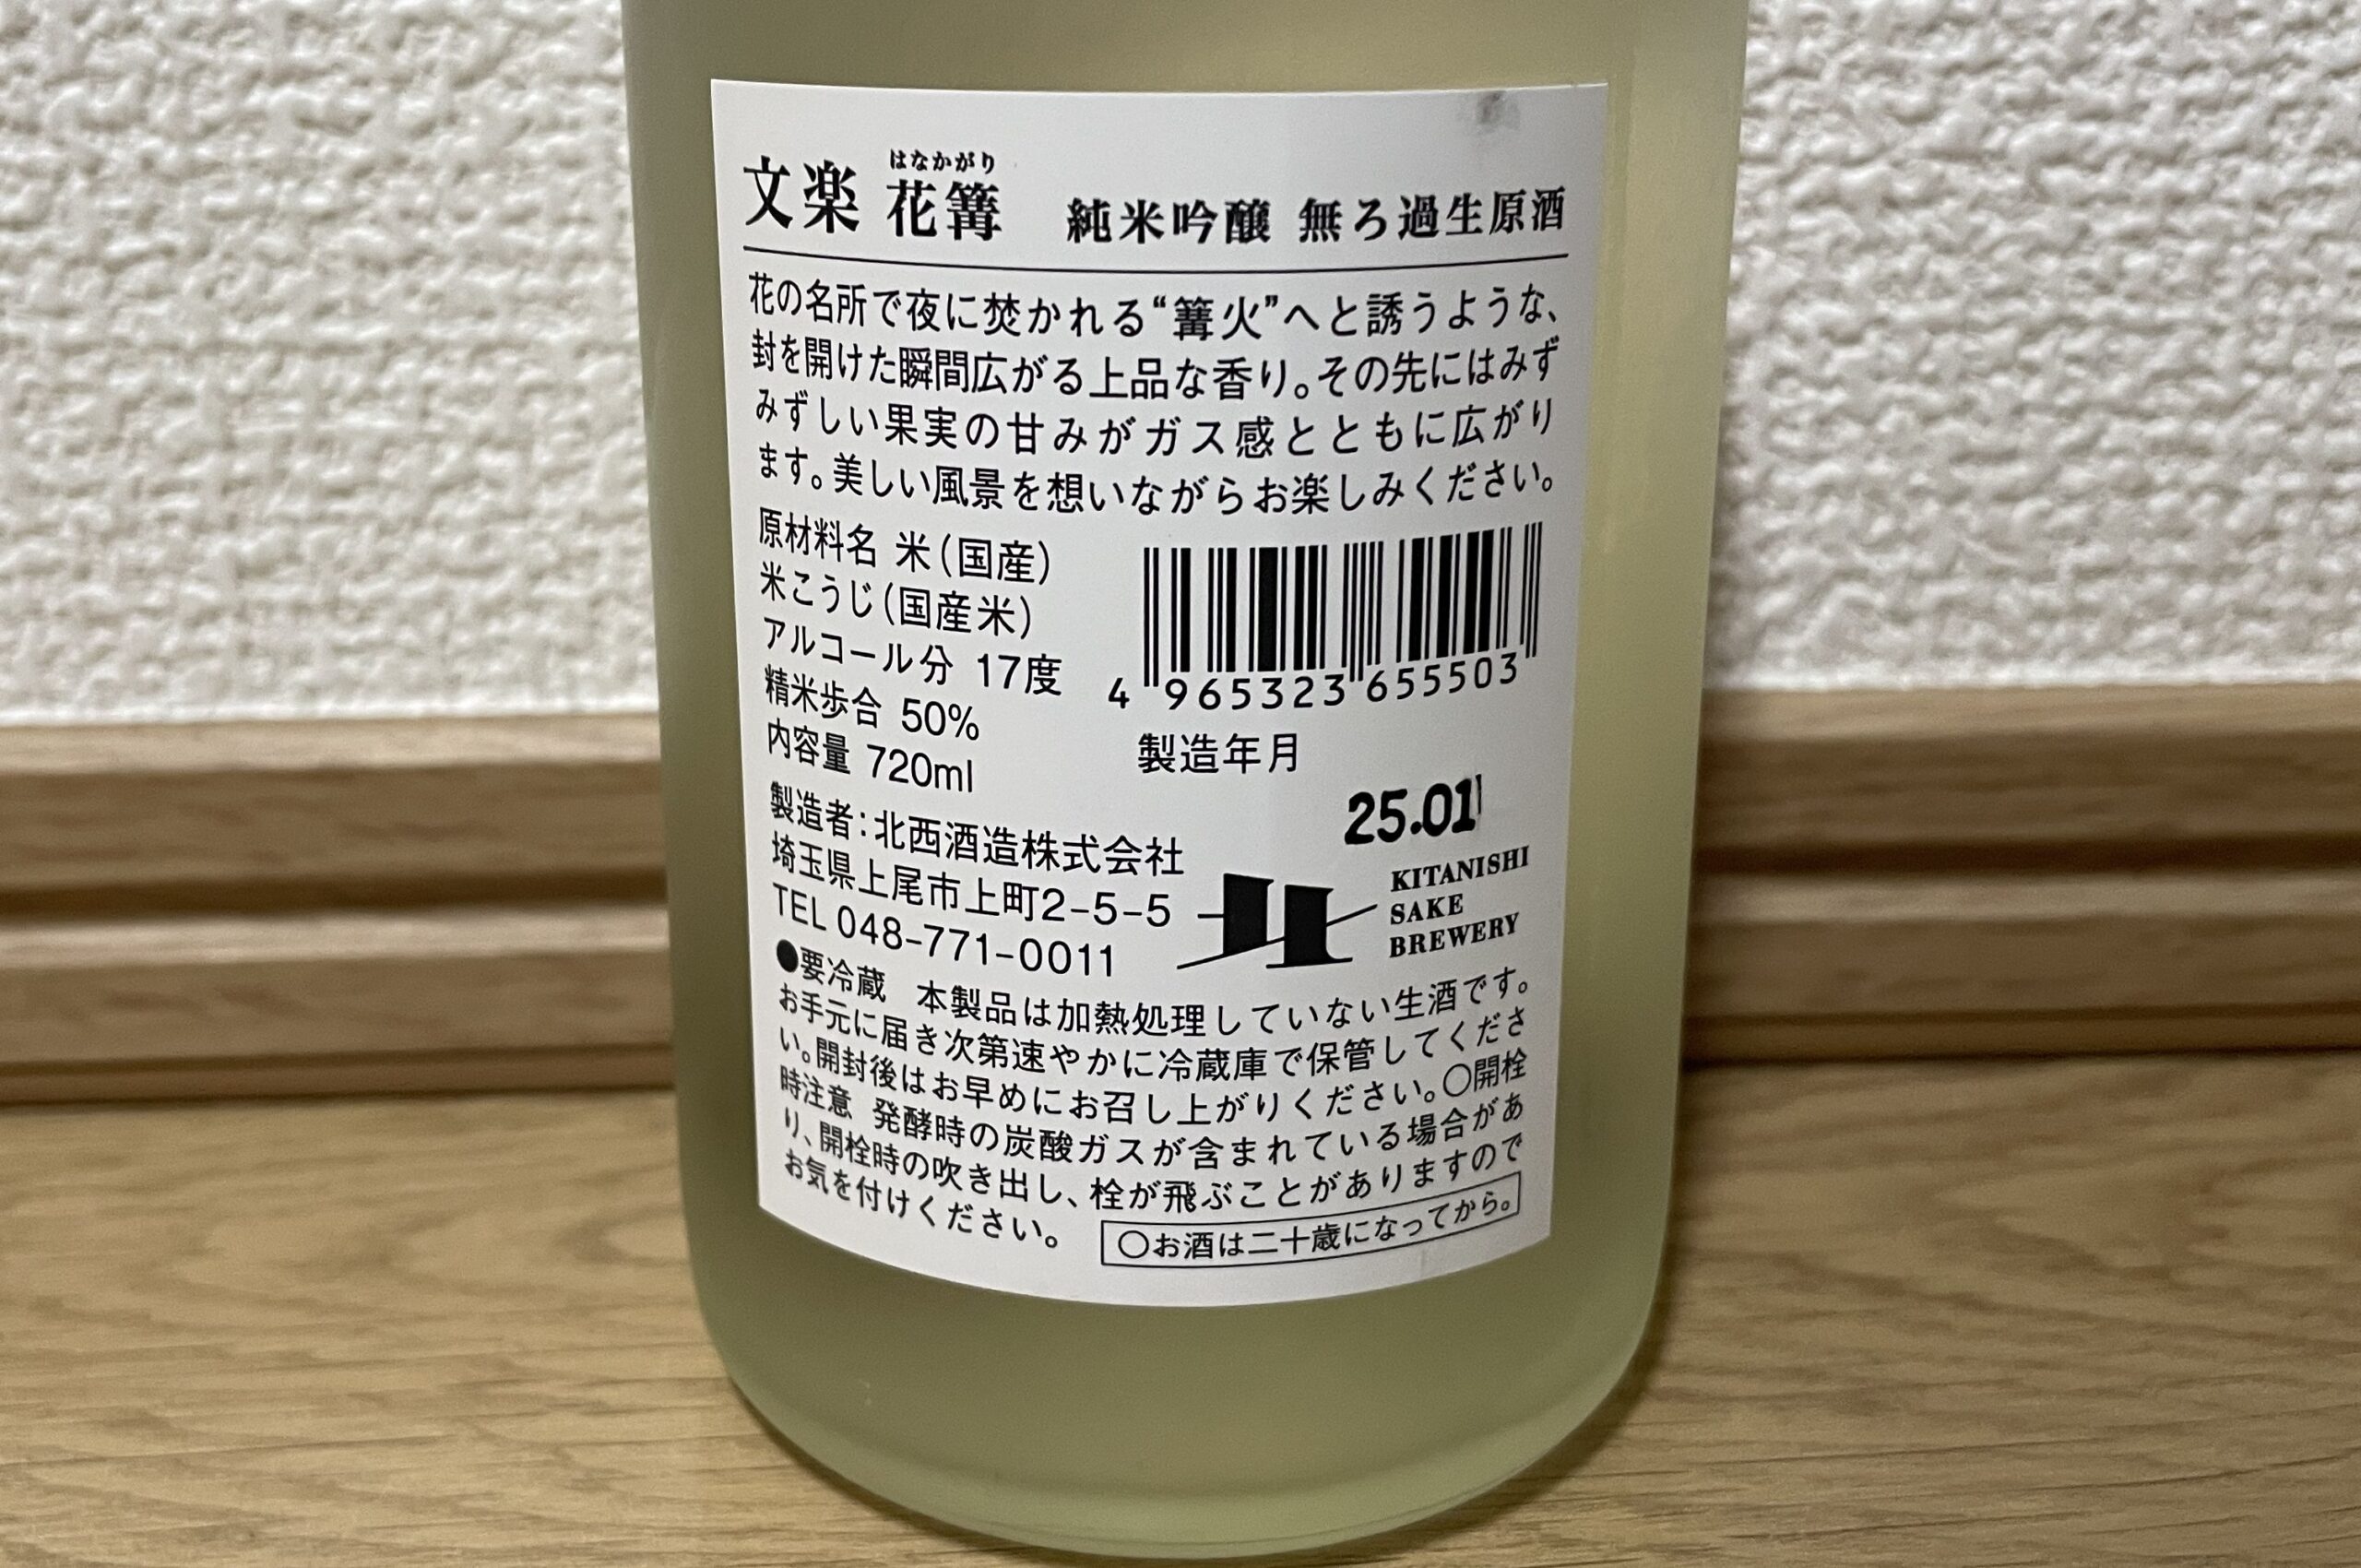 はなかがり
文楽 花篝 純米吟醸 無ろ過生原酒
花の名所で夜に焚かれる“篝火”へと誘うような、
封を開けた瞬間広がる上品な香り。その先にはみず
みずしい果実の甘みがガス感とともに広がり
ます。美しい風景を想いながらお楽しみください。
原材料名 米(国産)
米こうじ(国産米)
アルコール分 17度
精米歩合 50%
内容量 720ml
4 965323 655503
製造年月
25.01
製造者:北西酒造株式会社
埼玉県上尾市上町2-5-5
TEL 048-771-0011
KITANISHI
SAKE
BREWERY
●要冷蔵 本製品は加熱処理していない生酒です。
お手元に届き次第速やかに冷蔵庫で保管してくださ
い。開封後はお早めにお召し上がりください。○開栓
時注意 発酵時の炭酸ガスが含まれている場合があ
り、開栓時の吹き出し、栓が飛ぶことがありますので
お気を付けください。
○お酒は二十歳になってから。